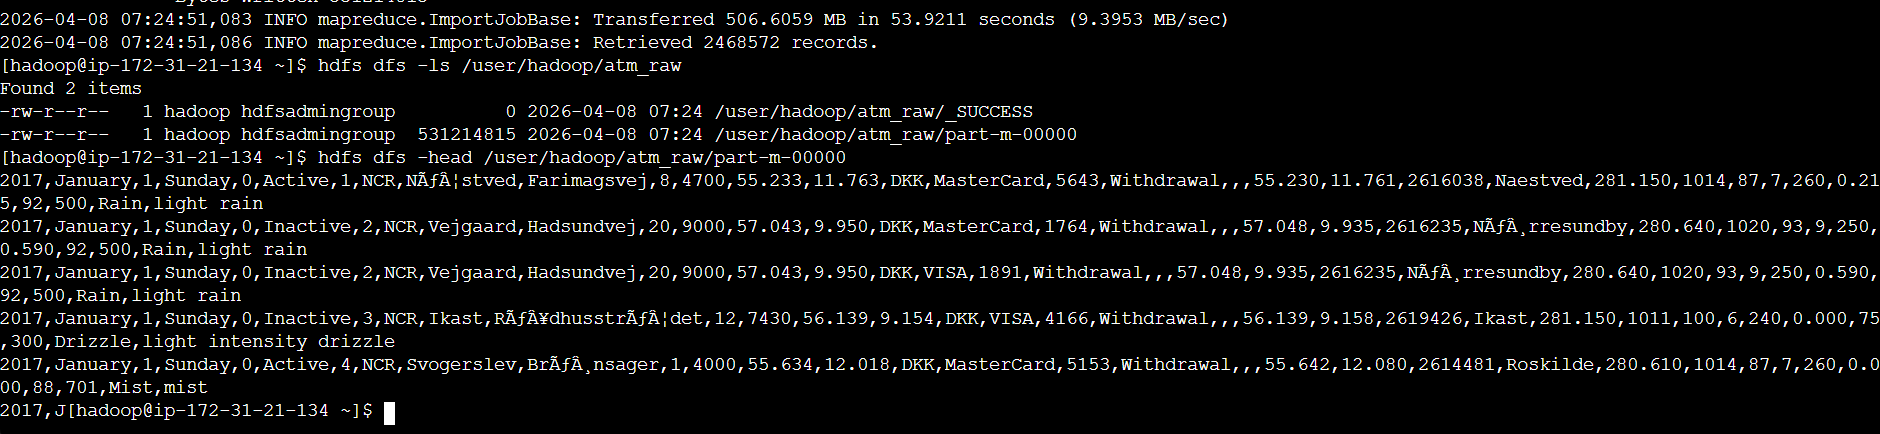 2026-04-08 07:24:51,083 INFO mapreduce.ImportJobBase: Transferred 506.6059 MB in 53.9211 seconds (9.3953 MB/sec)
2026-04-08 07:24:51,086 INFO mapreduce.ImportJobBase: Retrieved 2468572 records.
[hadoop@ip-172-31-21-134 ~]$ hdfs dfs -ls /user/hadoop/atm_raw
Found 2 items
-rw-r--r--   1 hadoop hdfsadmingroup          0 2026-04-08 07:24 /user/hadoop/atm_raw/_SUCCESS
-rw-r--r--   1 hadoop hdfsadmingroup  531214815 2026-04-08 07:24 /user/hadoop/atm_raw/part-m-00000
[hadoop@ip-172-31-21-134 ~]$ hdfs dfs -head /user/hadoop/atm_raw/part-m-00000
2017,January,1,Sunday,0,Active,1,NCR,NÃƒÂ¦stved,Farimagsvej,8,4700,55.233,11.763,DKK,MasterCard,5643,Withdrawal,,,55.230,11.761,2616038,Naestved,281.150,1014,87,7,260,0.21
5,92,500,Rain,light rain
2017,January,1,Sunday,0,Inactive,2,NCR,Vejgaard,Hadsundvej,20,9000,57.043,9.950,DKK,MasterCard,1764,Withdrawal,,,57.048,9.935,2616235,NÃƒÂ¸rresundby,280.640,1020,93,9,250,
0.590,92,500,Rain,light rain
2017,January,1,Sunday,0,Inactive,2,NCR,Vejgaard,Hadsundvej,20,9000,57.043,9.950,DKK,VISA,1891,Withdrawal,,,57.048,9.935,2616235,NÃƒÂ¸rresundby,280.640,1020,93,9,250,0.590,
92,500,Rain,light rain
2017,January,1,Sunday,0,Inactive,3,NCR,Ikast,RÃƒÂ¥dhusstrÃƒÂ¦det,12,7430,56.139,9.154,DKK,VISA,4166,Withdrawal,,,56.139,9.158,2619426,Ikast,281.150,1011,100,6,240,0.000,75
,300,Drizzle,light intensity drizzle
2017,January,1,Sunday,0,Active,4,NCR,Svogerslev,BrÃƒÂ¸nsager,1,4000,55.634,12.018,DKK,MasterCard,5153,Withdrawal,,,55.642,12.080,2614481,Roskilde,280.610,1014,87,7,260,0.0
00,88,701,Mist,mist
2017,J[hadoop@ip-172-31-21-134 ~]$